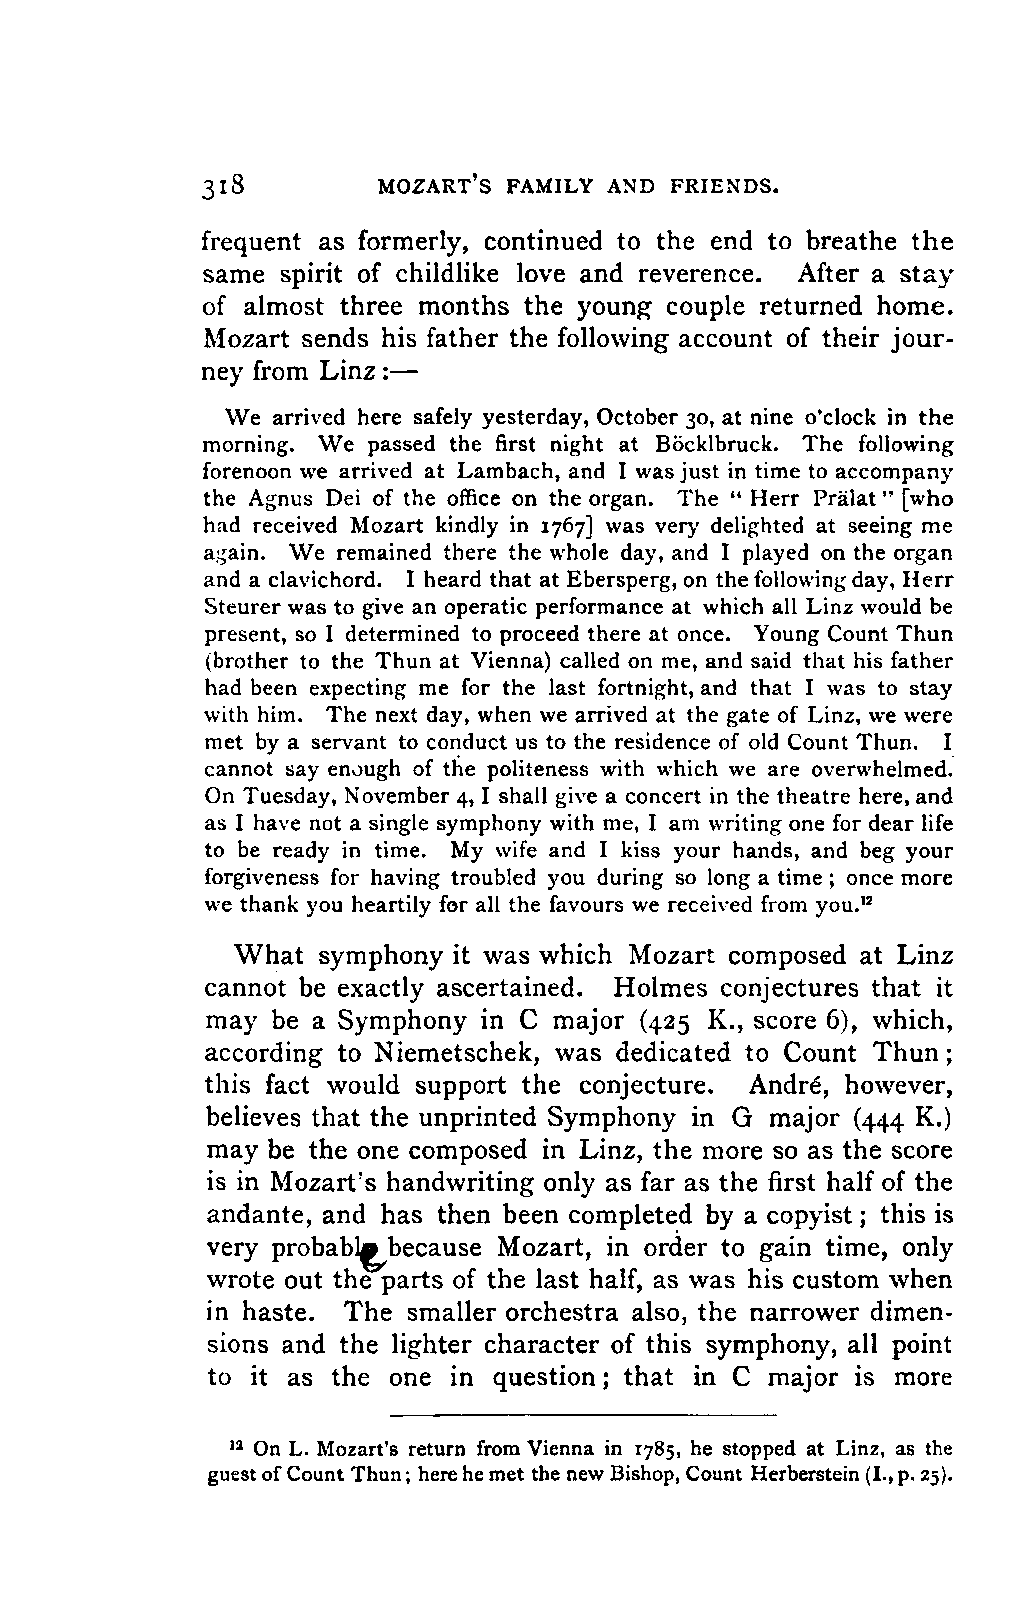 318 MOZART'S FAMILY AND FRIENDS.
frequent as formerly, continued to the end to breathe the
same spirit of childlike love and reverence. After a stay
of almost three months the young couple returned home.
Mozart sends his father the following account of their jour-
ney from Linz:—
We arrived here safely yesterday, October 30, at nine o'clock in the
morning. We passed the first night at Böcklbruck. The following
forenoon we arrived at Lambach, and I was just in time to accompany
the Agnus Dei of the office on the organ. The "Herr Prälat" [who
had received Mozart kindly in 1767] was very delighted at seeing me
again. We remained there the whole day, and I played on the organ
and a clavichord. I heard that at Ebersperg, on the following day, Herr
Steurer was to give an operatic performance at which all Linz would be
present, so I determined to proceed there at once. Young Count Thun
(brother to the Thun at Vienna) called on me, and said that his father
had been expecting me for the last fortnight, and that I was to stay
with him. The next day, when we arrived at the gate of Linz, we were
met by a servant to conduct us to the residence of old Count Thun. I
cannot say enough of the politeness with which we are overwhelmed.
On Tuesday, November 4, I shall give a concert in the theatre here, and
as I have not a single symphony with me, I am writing one for dear life
to be ready in time. My wife and I kiss your hands, and beg your
forgiveness for having troubled you during so long a time; once more
we thank you heartily for all the favours we received from you.¹²
What symphony it was which Mozart composed at Linz
cannot be exactly ascertained. Holmes conjectures that it
may be a Symphony in C major (425 K., score 6), which,
according to Niemetschek, was dedicated to Count Thun;
this fact would support the conjecture. André, however,
believes that the unprinted Symphony in G major (444 K.)
may be the one composed in Linz, the more so as the score
is in Mozart's handwriting only as far as the first half of the
andante, and has then been completed by a copyist; this is
very probable because Mozart, in order to gain time, only
wrote out the parts of the last half, as was his custom when
in haste. The smaller orchestra also, the narrower dimen-
sions and the lighter character of this symphony, all point
to it as the one in question; that in C major is more
¹² On L. Mozart's return from Vienna in 1785, he stopped at Linz, as the
guest of Count Thun; here he met the new Bishop, Count Herberstein (I., p. 25).